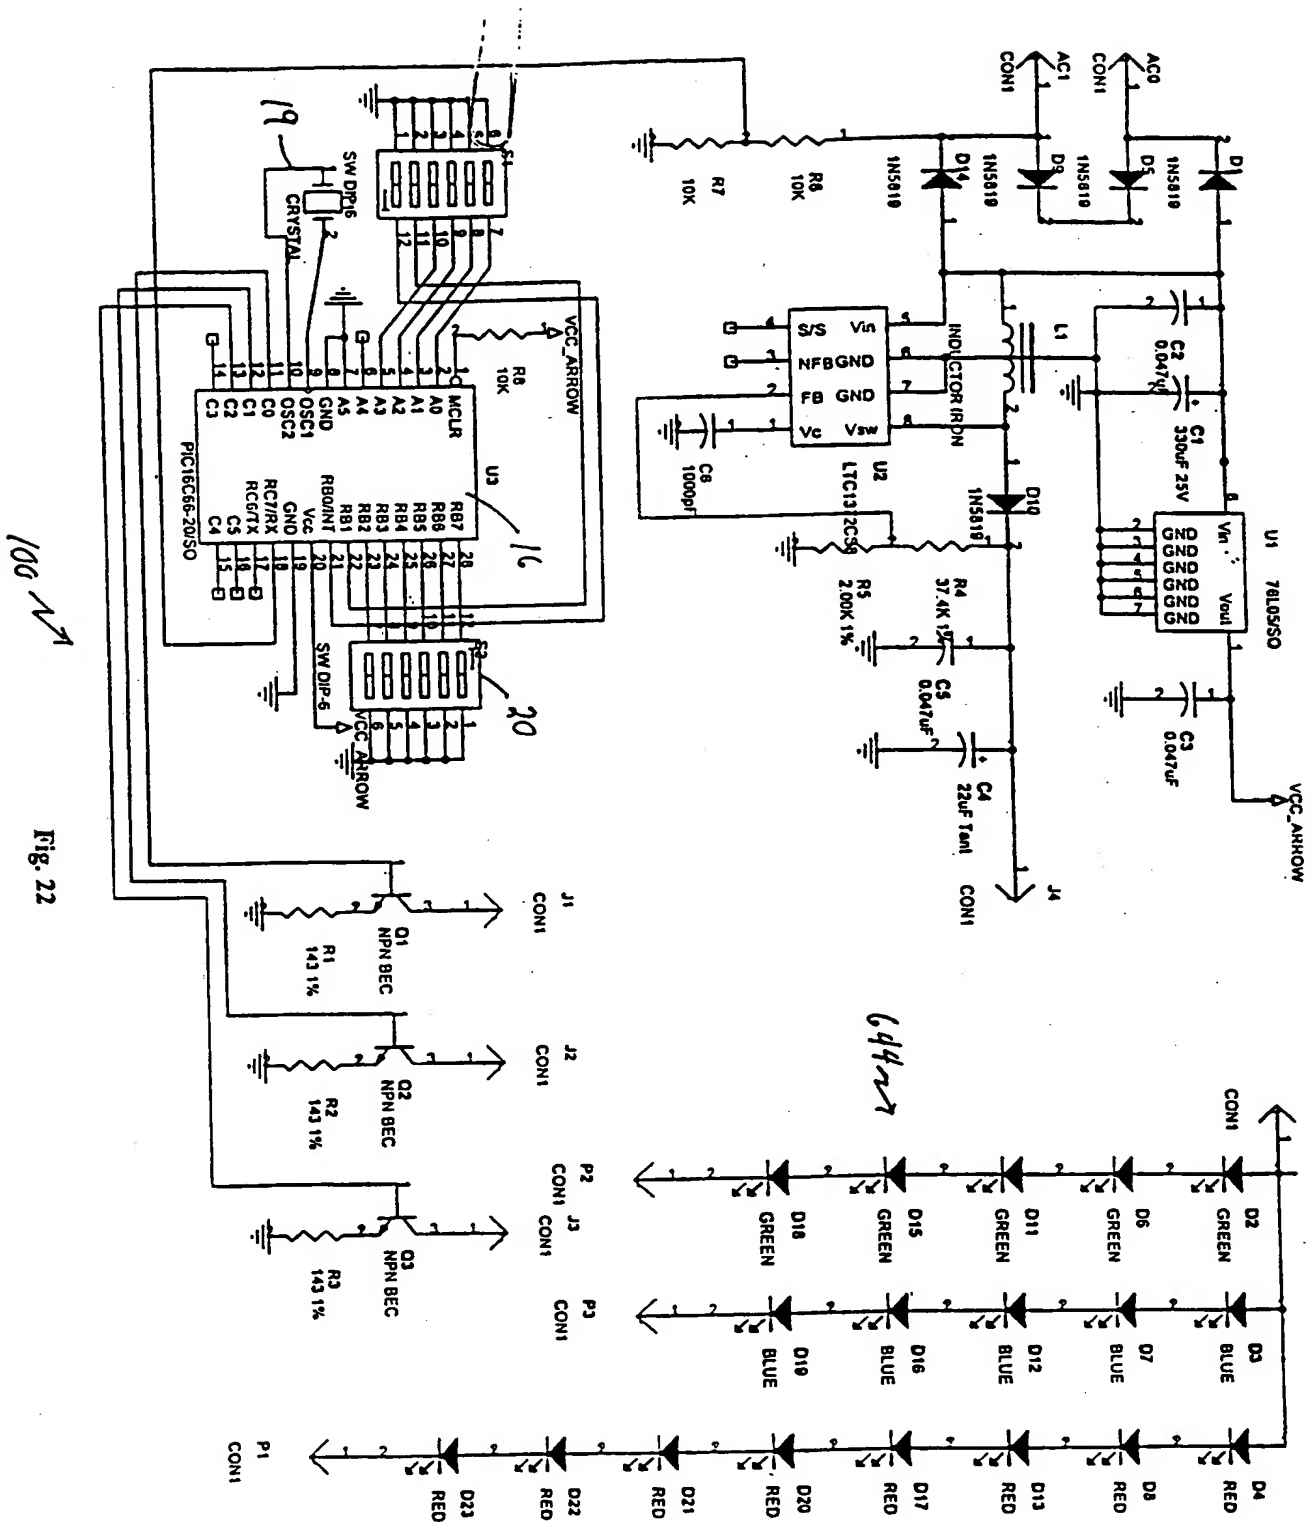 AC0
CON1
AC1
CON1
D1
1N5819
D5
1N5819
D9
1N5819
D14
1N5819
R6
10K
R7
10K
C2
0.047uF
C1
330uF 25V
U1
78L05/SO
Vin
GND
GND
GND
GND
GND
GND
Vout
C3
0.047uF
VCC_ARROW
L1
INDUCTOR IRON
S/S
NFB
FB
Vc
Vin
GND
GND
Vsw
U2
LTC1372CS8
C6
1000pF
D10
1N5819
R4
37.4K 1%
R5
2.00K 1%
C5
0.047uF
C4
22uF Tant
J4
CON1
S1
SW DIP16
19
CRYSTAL
VCC_ARROW
R8
10K
MCLR
A0
A1
A2
A3
A4
A5
GND
OSC1
OSC2
C0
C1
C2
C3
U3
16
RB7
RB6
RB5
RB4
RB3
RB2
RB1
RB0/INT
Vcc
GND
RC7/RX
RC6/TX
C5
C4
PIC16C66-20/SO
S2
SW DIP-6
20
VCC_ARROW
J1
CON1
Q1
NPN BEC
R1
143 1%
J2
CON1
Q2
NPN BEC
R2
143 1%
J3
CON1
Q3
NPN BEC
R3
143 1%
644
CON1
D2
GREEN
D6
GREEN
D11
GREEN
D15
GREEN
D18
GREEN
P2
CON1
D3
BLUE
D7
BLUE
D12
BLUE
D16
BLUE
D19
BLUE
P3
CON1
D4
RED
D8
RED
D13
RED
D17
RED
D20
RED
D21
RED
D22
RED
D23
RED
P1
CON1
100
Fig. 22